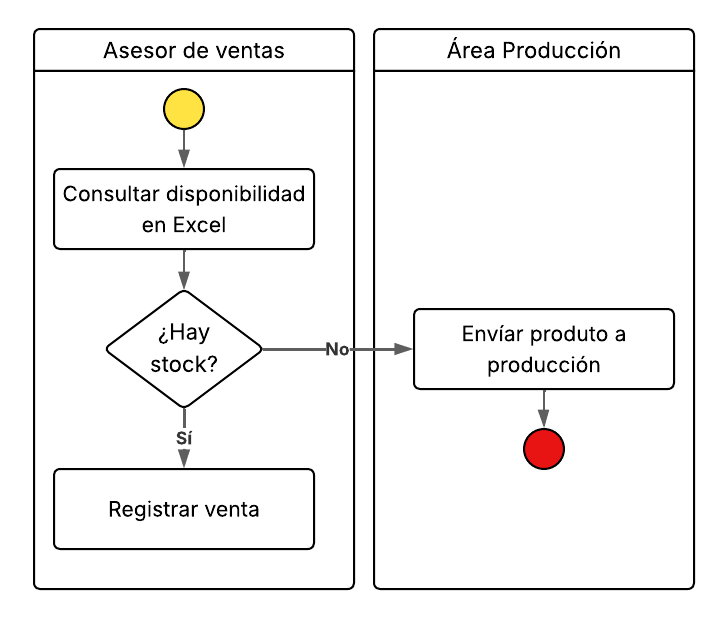 Asesor de ventas
Área Producción
Consultar disponibilidad
en Excel
¿Hay
stock?
No
Envíar produto a
producción
Sí
Registrar venta